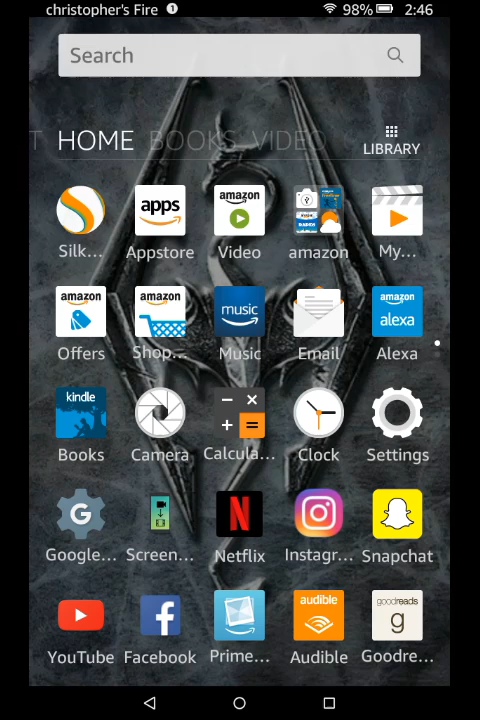 christopher's Fire 1 98% 2:46
Search
T HOME BOOKS VIDEO LIBRARY
apps amazon
Silk... Appstore Video amazon My...
amazon amazon music amazon alexa
Offers Shop... Music Email Alexa
kindle
Books Camera Calcula... Clock Settings
G
Google... Screen... Netflix Instagr... Snapchat
N
audible goodreads g
YouTube Facebook Prime... Audible Goodre...